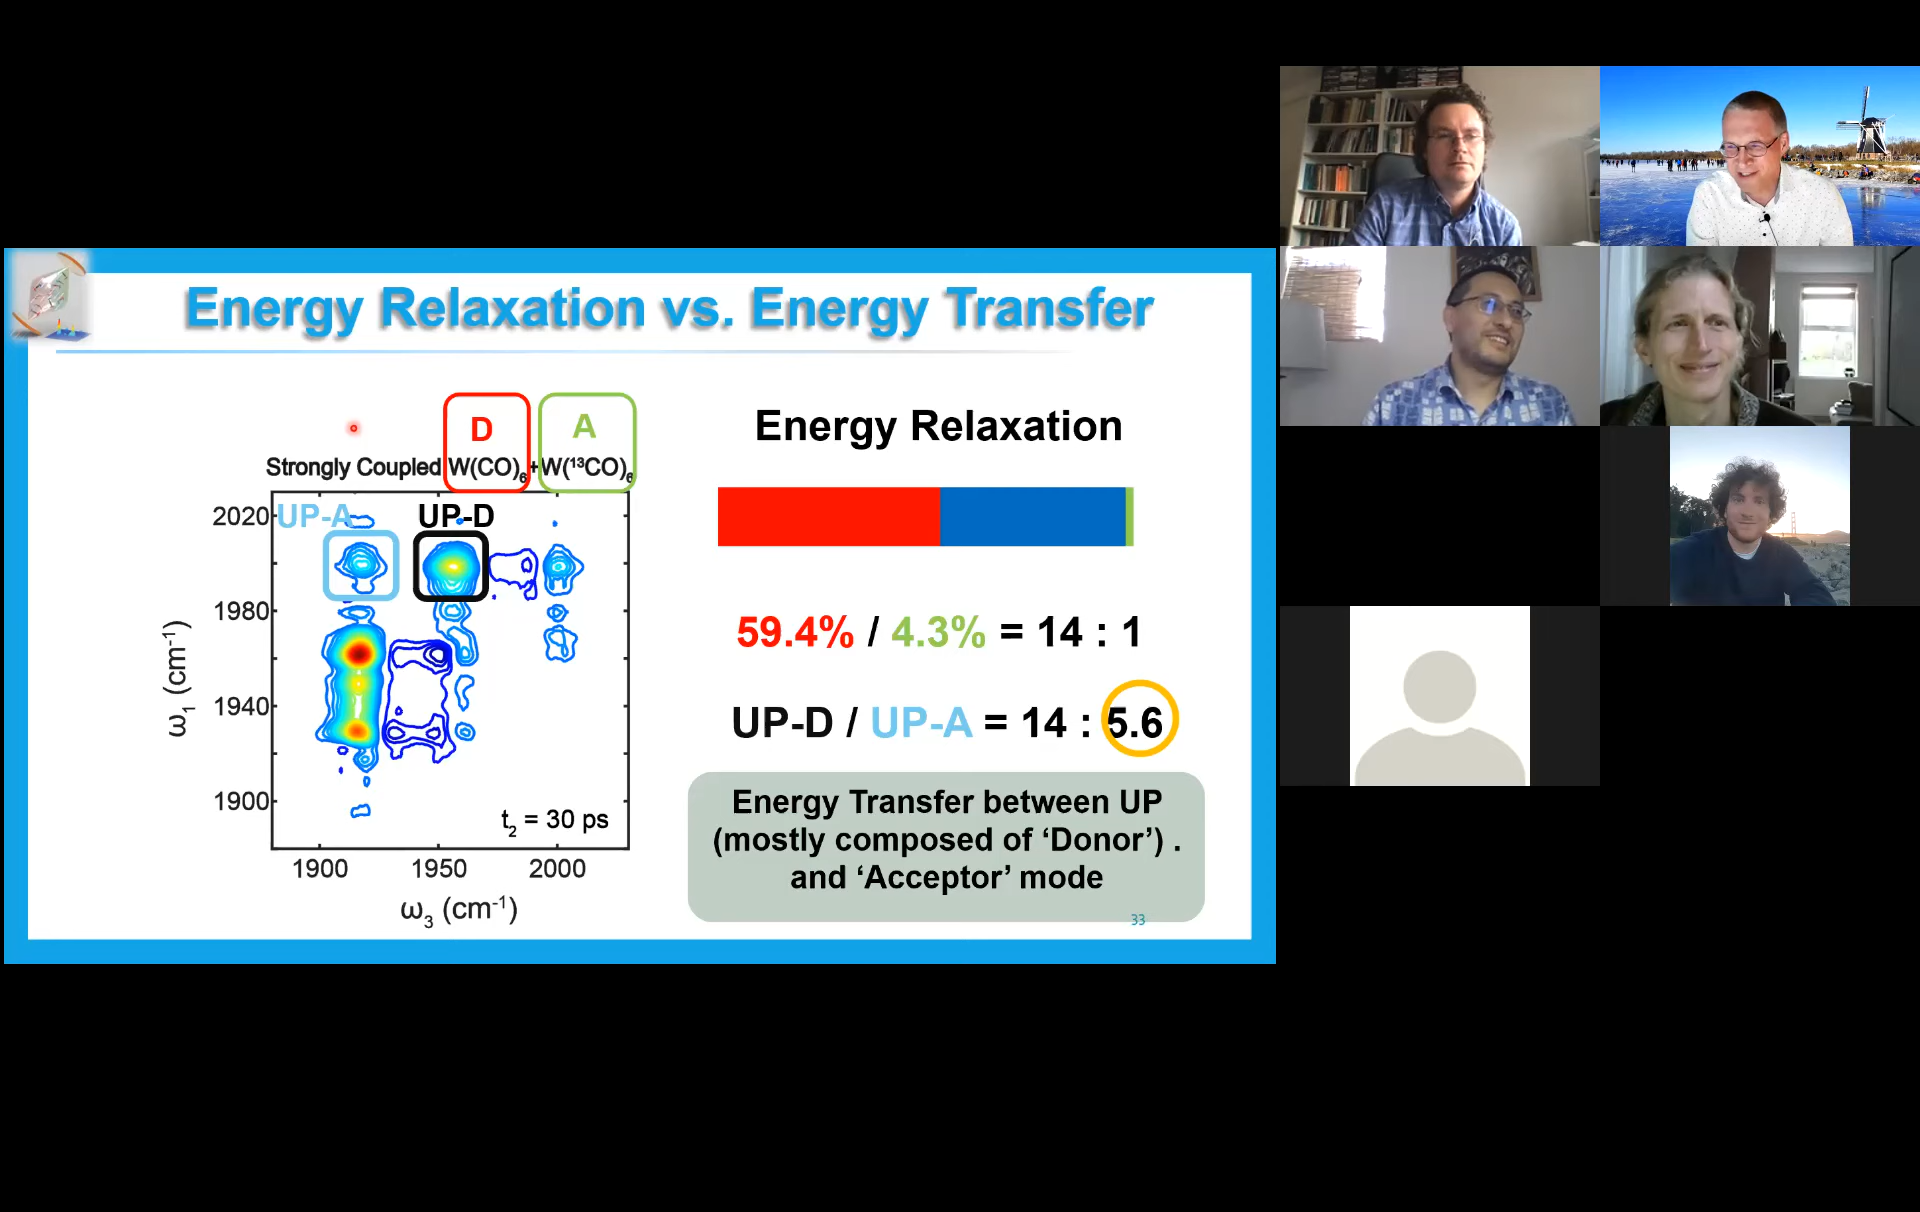 Energy Relaxation vs. Energy Transfer
D
A
Strongly Coupled W(CO)₆+W(¹³CO)₆
UP-A
UP-D
2020
1980
1940
1900
ω₁ (cm⁻¹)
t₂ = 30 ps
1900 1950 2000
ω₃ (cm⁻¹)
Energy Relaxation
59.4% / 4.3% = 14 : 1
UP-D / UP-A = 14 : 5.6
Energy Transfer between UP
(mostly composed of ‘Donor’) .
and ‘Acceptor’ mode
33